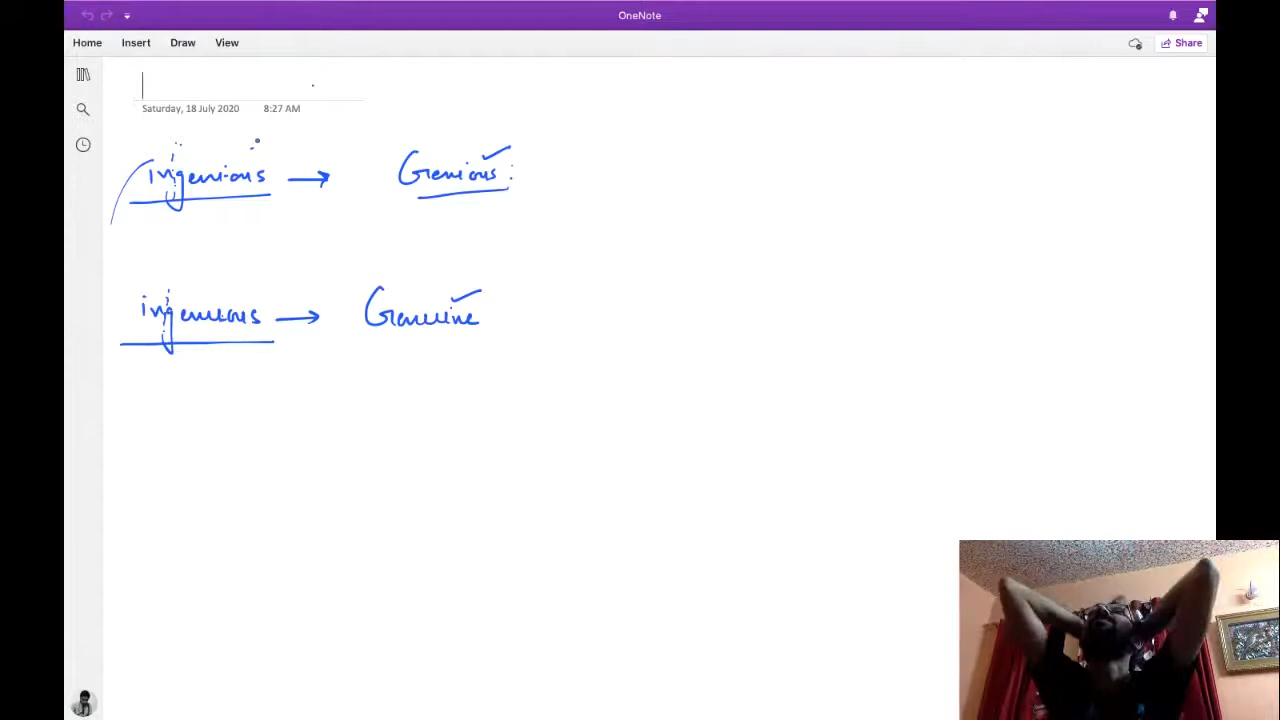 OneNote
Home Insert Draw View Share
Saturday, 18 July 2020 8:27 AM
ingenious → Genious:
ingenuous → Genuine